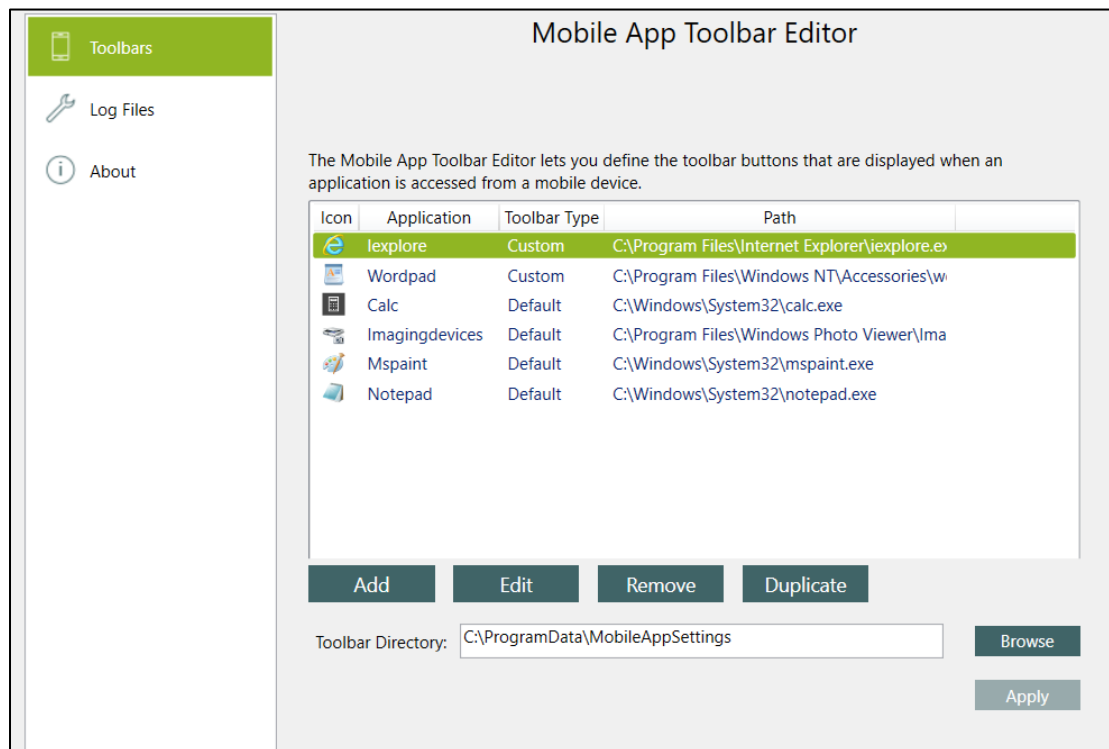 Mobile App Toolbar Editor
Toolbars
Log Files
About
The Mobile App Toolbar Editor lets you define the toolbar buttons that are displayed when an
application is accessed from a mobile device.
Icon Application Toolbar Type Path
Iexplore Custom C:\Program Files\Internet Explorer\iexplore.ex
Wordpad Custom C:\Program Files\Windows NT\Accessories\w
Calc Default C:\Windows\System32\calc.exe
Imagingdevices Default C:\Program Files\Windows Photo Viewer\Ima
Mspaint Default C:\Windows\System32\mspaint.exe
Notepad Default C:\Windows\System32\notepad.exe
Add Edit Remove Duplicate
Toolbar Directory: C:\ProgramData\MobileAppSettings Browse
Apply